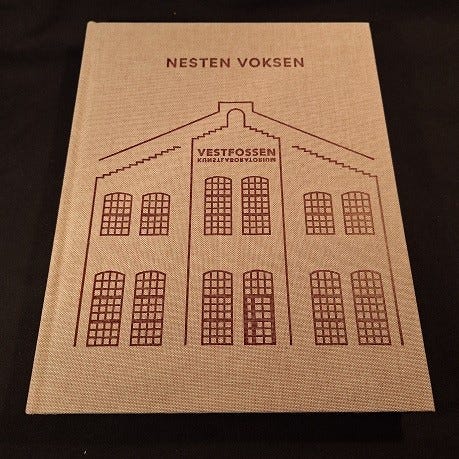 NESTEN VOKSEN
VESTFOSSEN
KUNSTLABORATORIUM